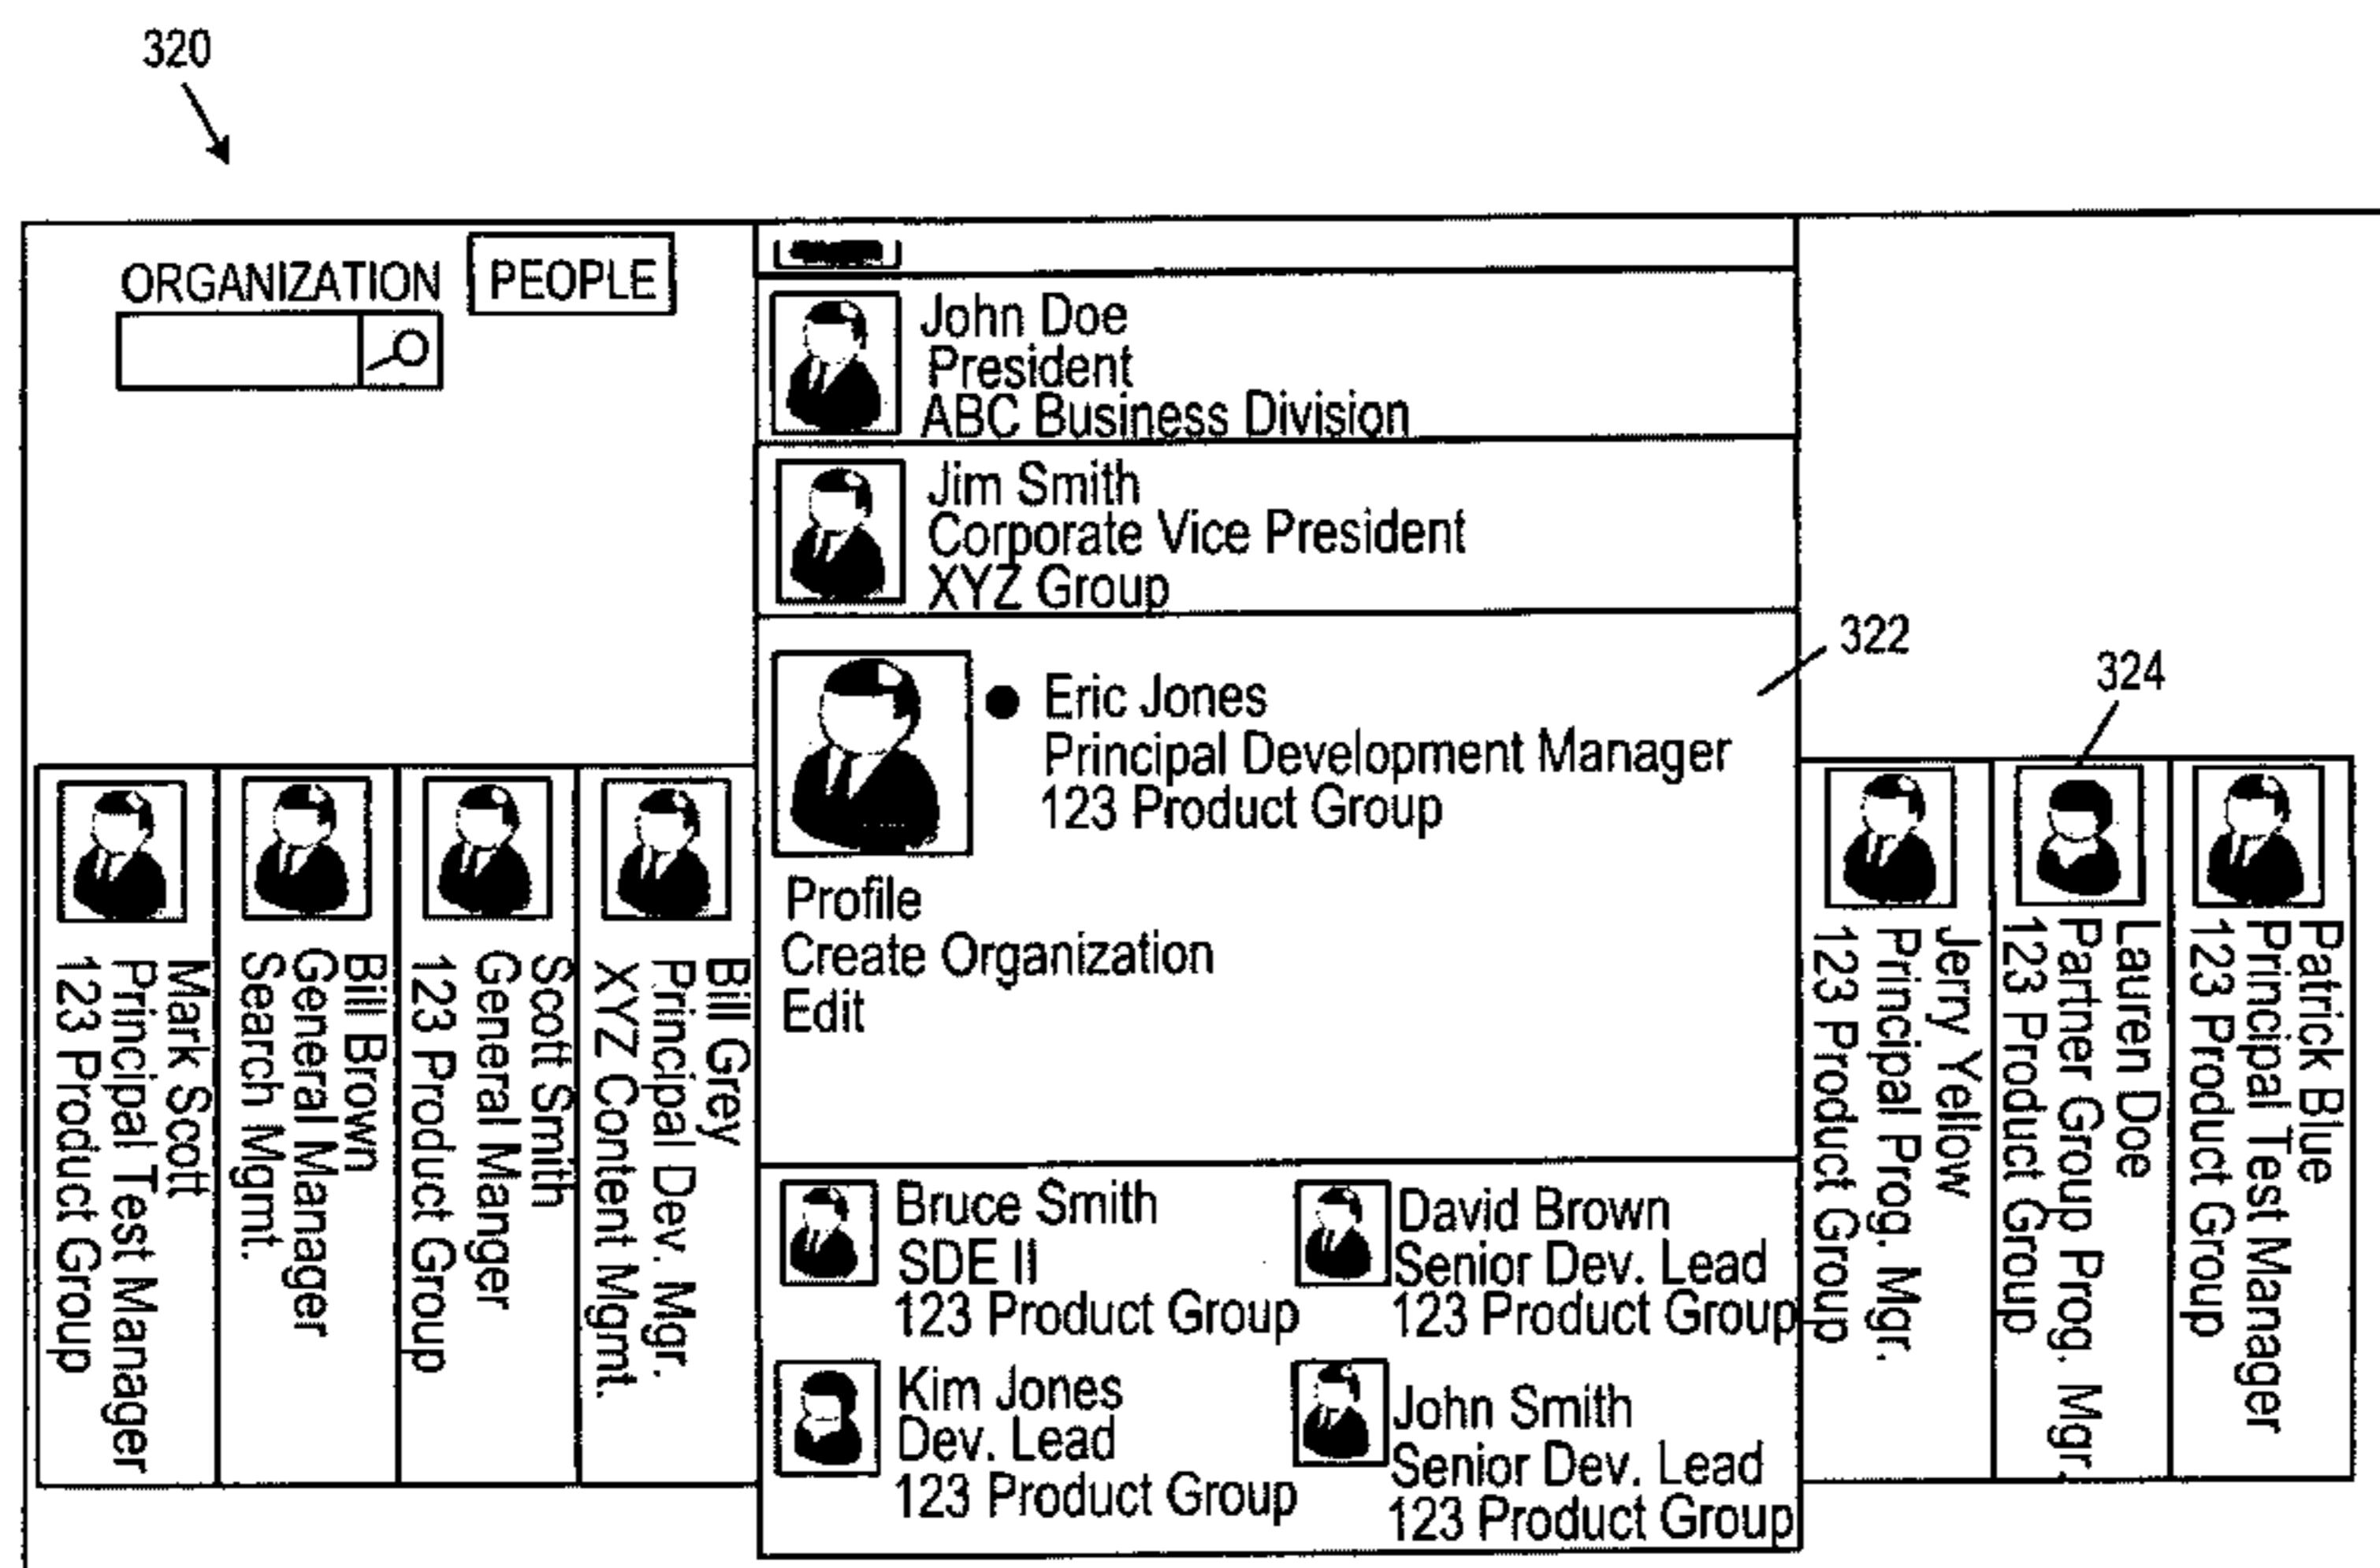 320
ORGANIZATION
PEOPLE
John Doe
President
ABC Business Division
Jim Smith
Corporate Vice President
XYZ Group
322
324
Eric Jones
Principal Development Manager
123 Product Group
Profile
Create Organization
Edit
Mark Scott
Principal Test Manager
123 Product Group
Bill Brown
General Manager
Search Mgmt.
Scott Smith
General Manger
123 Product Group
Bill Grey
Principal Dev. Mgr.
XYZ Content Mgmt.
Jerry Yellow
Principal Prog. Mgr.
123 Product Group
Lauren Doe
Partner Group Prog. Mgr.
123 Product Group
Patrick Blue
Principal Test Manager
123 Product Group
Bruce Smith
SDE II
123 Product Group
David Brown
Senior Dev. Lead
123 Product Group
Kim Jones
Dev. Lead
123 Product Group
John Smith
Senior Dev. Lead
123 Product Group